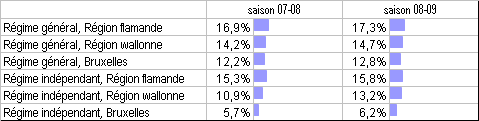 saison 07-08 saison 08-09
Régime général, Région flamande 16,9% 17,3%
Régime général, Région wallonne 14,2% 14,7%
Régime général, Bruxelles 12,2% 12,8%
Régime indépendant, Région flamande 15,3% 15,8%
Régime indépendant, Région wallonne 10,9% 13,2%
Régime indépendant, Bruxelles 5,7% 6,2%